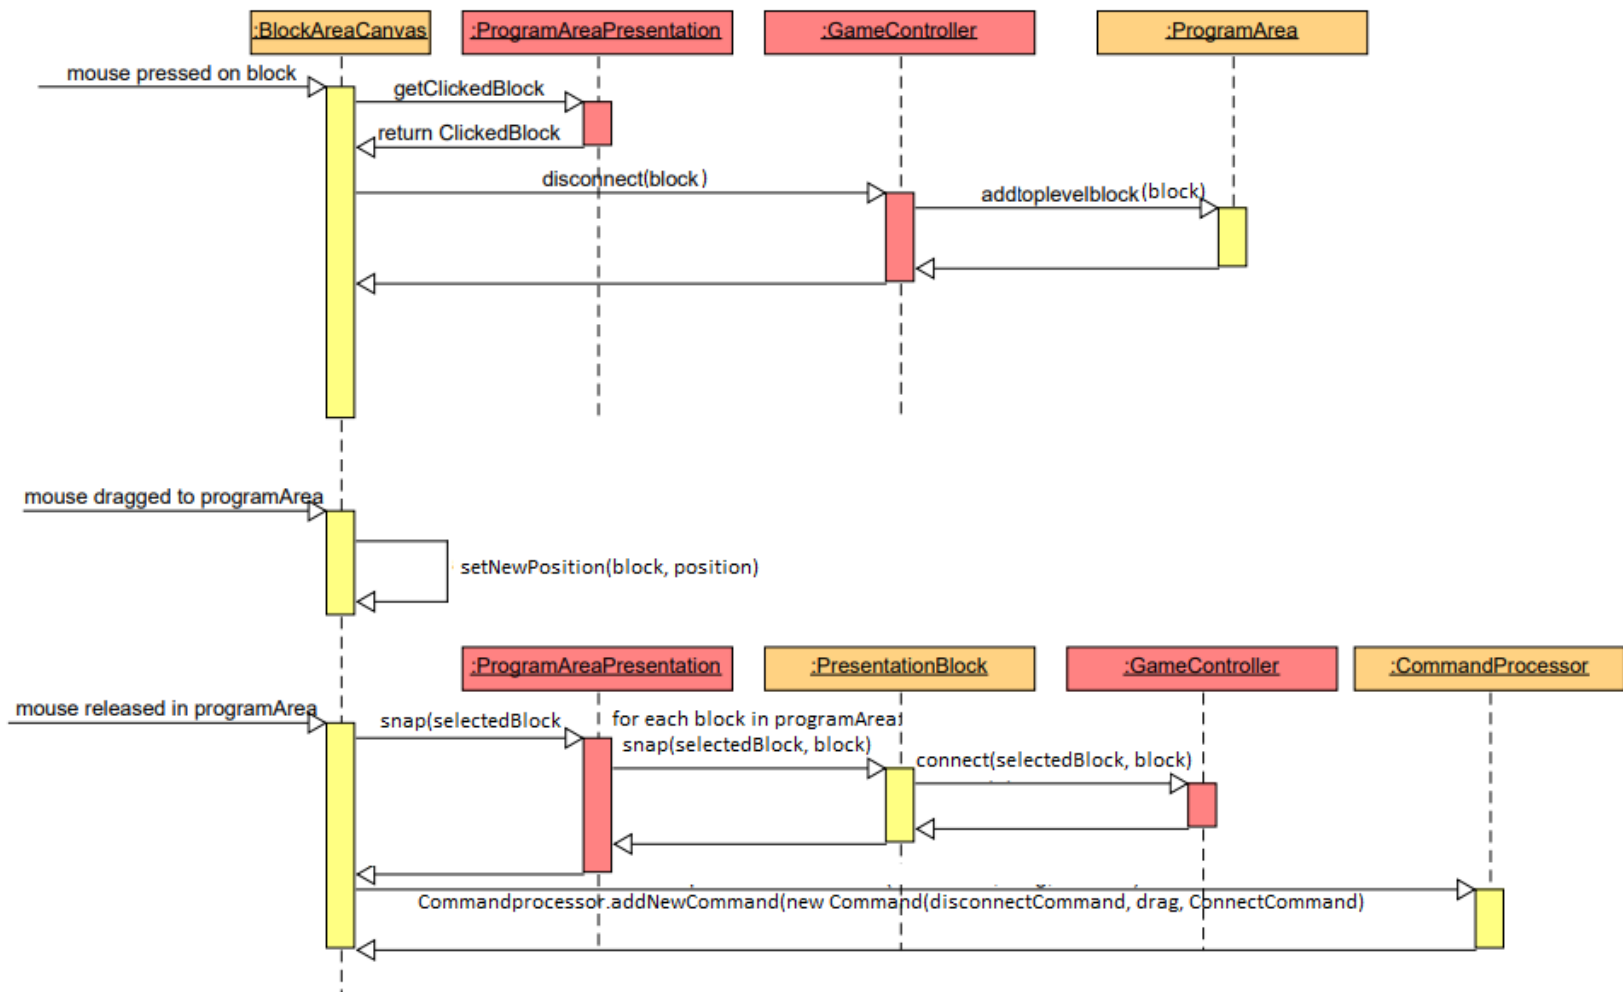 :BlockAreaCanvas :ProgramAreaPresentation :GameController :ProgramArea
mouse pressed on block
getClickedBlock
return ClickedBlock
disconnect(block)
addtoplevelblock(block)
mouse dragged to programArea
setNewPosition(block, position)
:ProgramAreaPresentation :PresentationBlock :GameController :CommandProcessor
mouse released in programArea
snap(selectedBlock
for each block in programArea:
snap(selectedBlock, block)
connect(selectedBlock, block)
Commandprocessor.addNewCommand(new Command(disconnectCommand, drag, ConnectCommand)